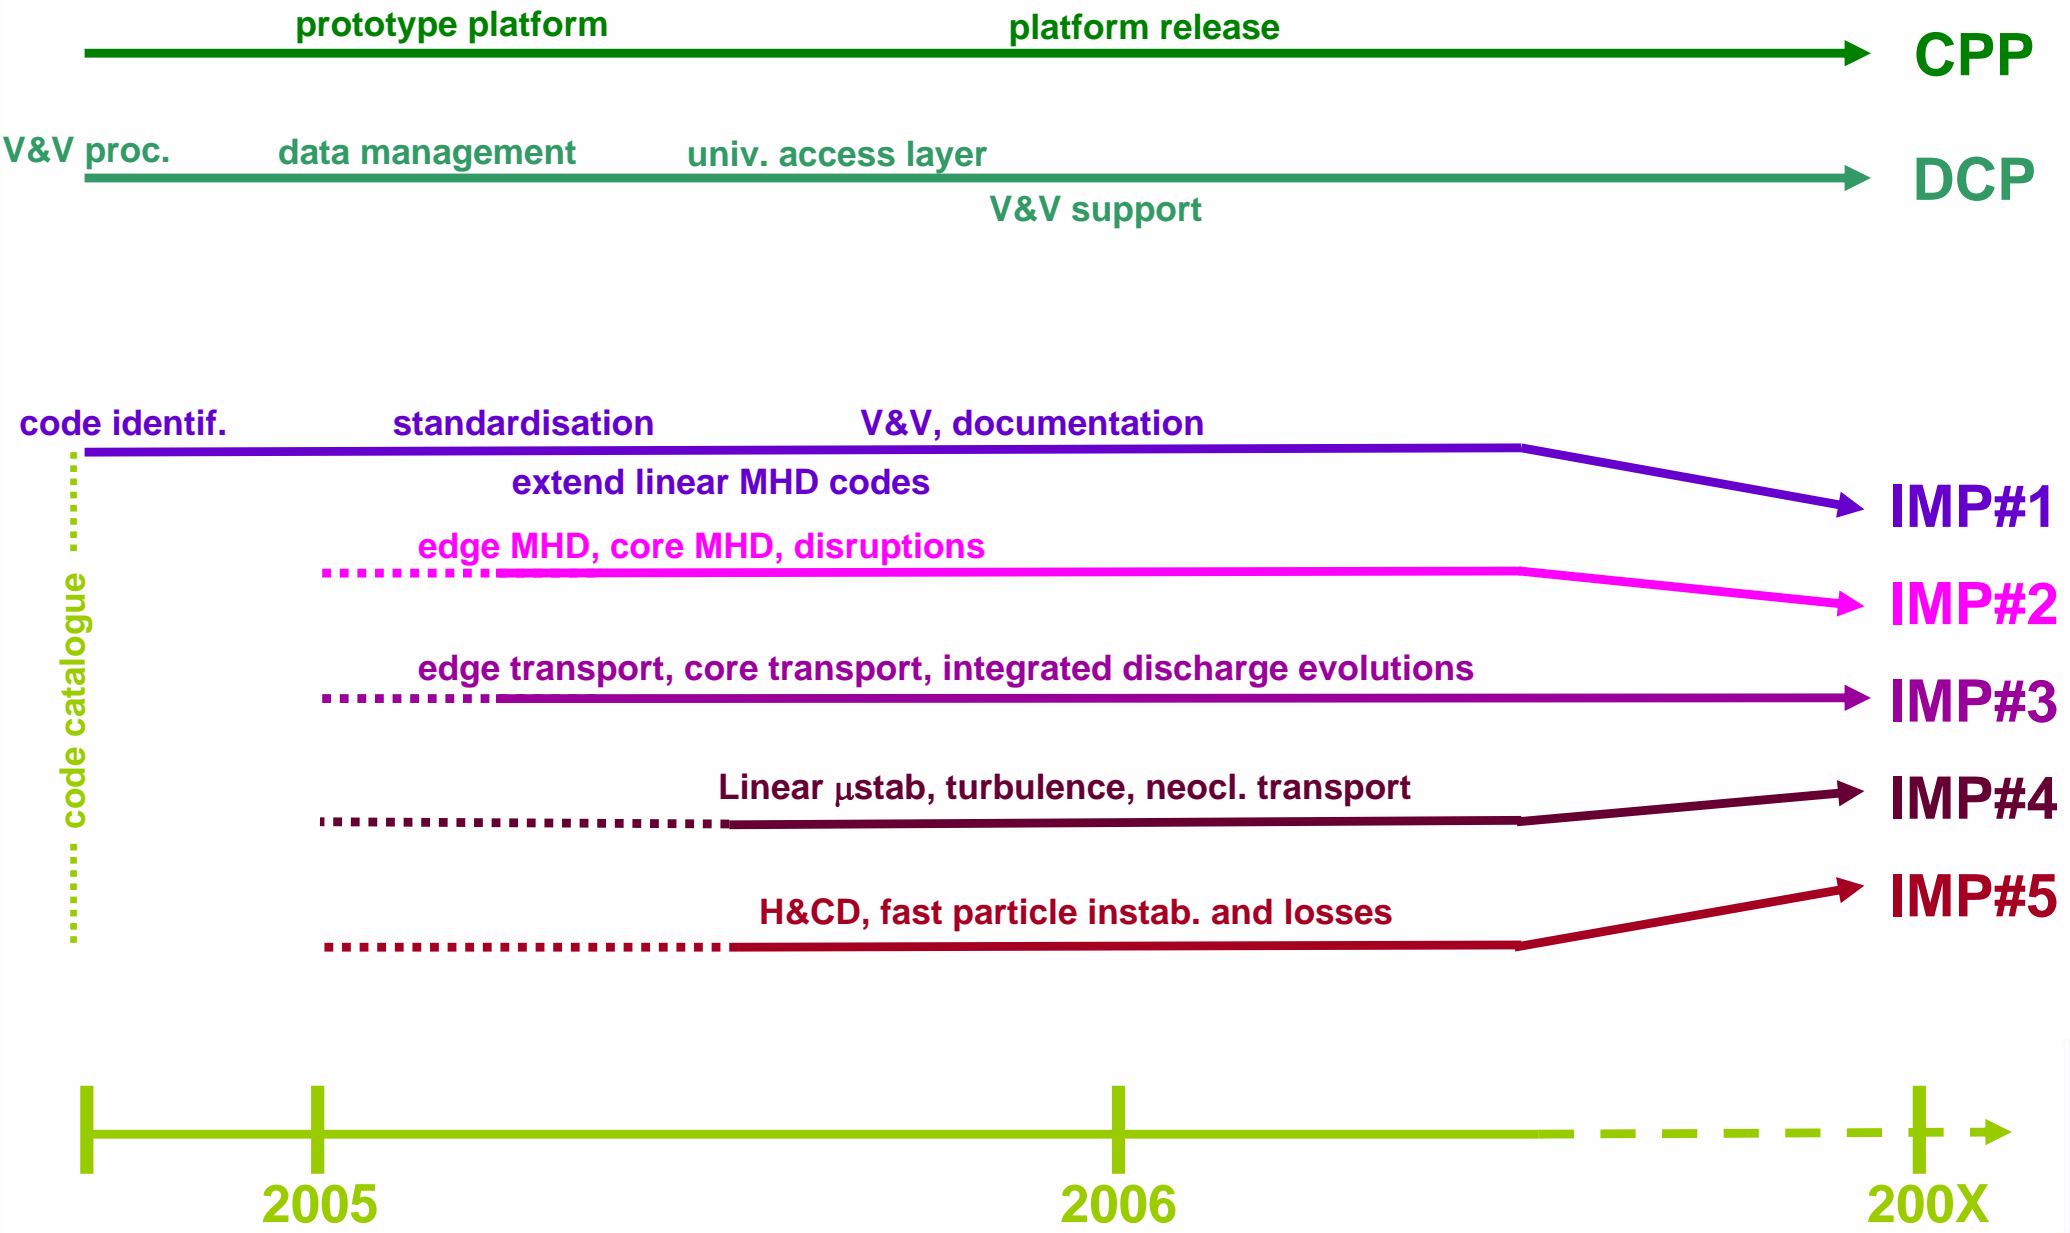 prototype platform
platform release
CPP
V&V proc.
data management
univ. access layer
DCP
V&V support
code identif.
standardisation
V&V, documentation
extend linear MHD codes
IMP#1
edge MHD, core MHD, disruptions
IMP#2
code catalogue
edge transport, core transport, integrated discharge evolutions
IMP#3
Linear μstab, turbulence, neocl. transport
IMP#4
H&CD, fast particle instab. and losses
IMP#5
2005
2006
200X